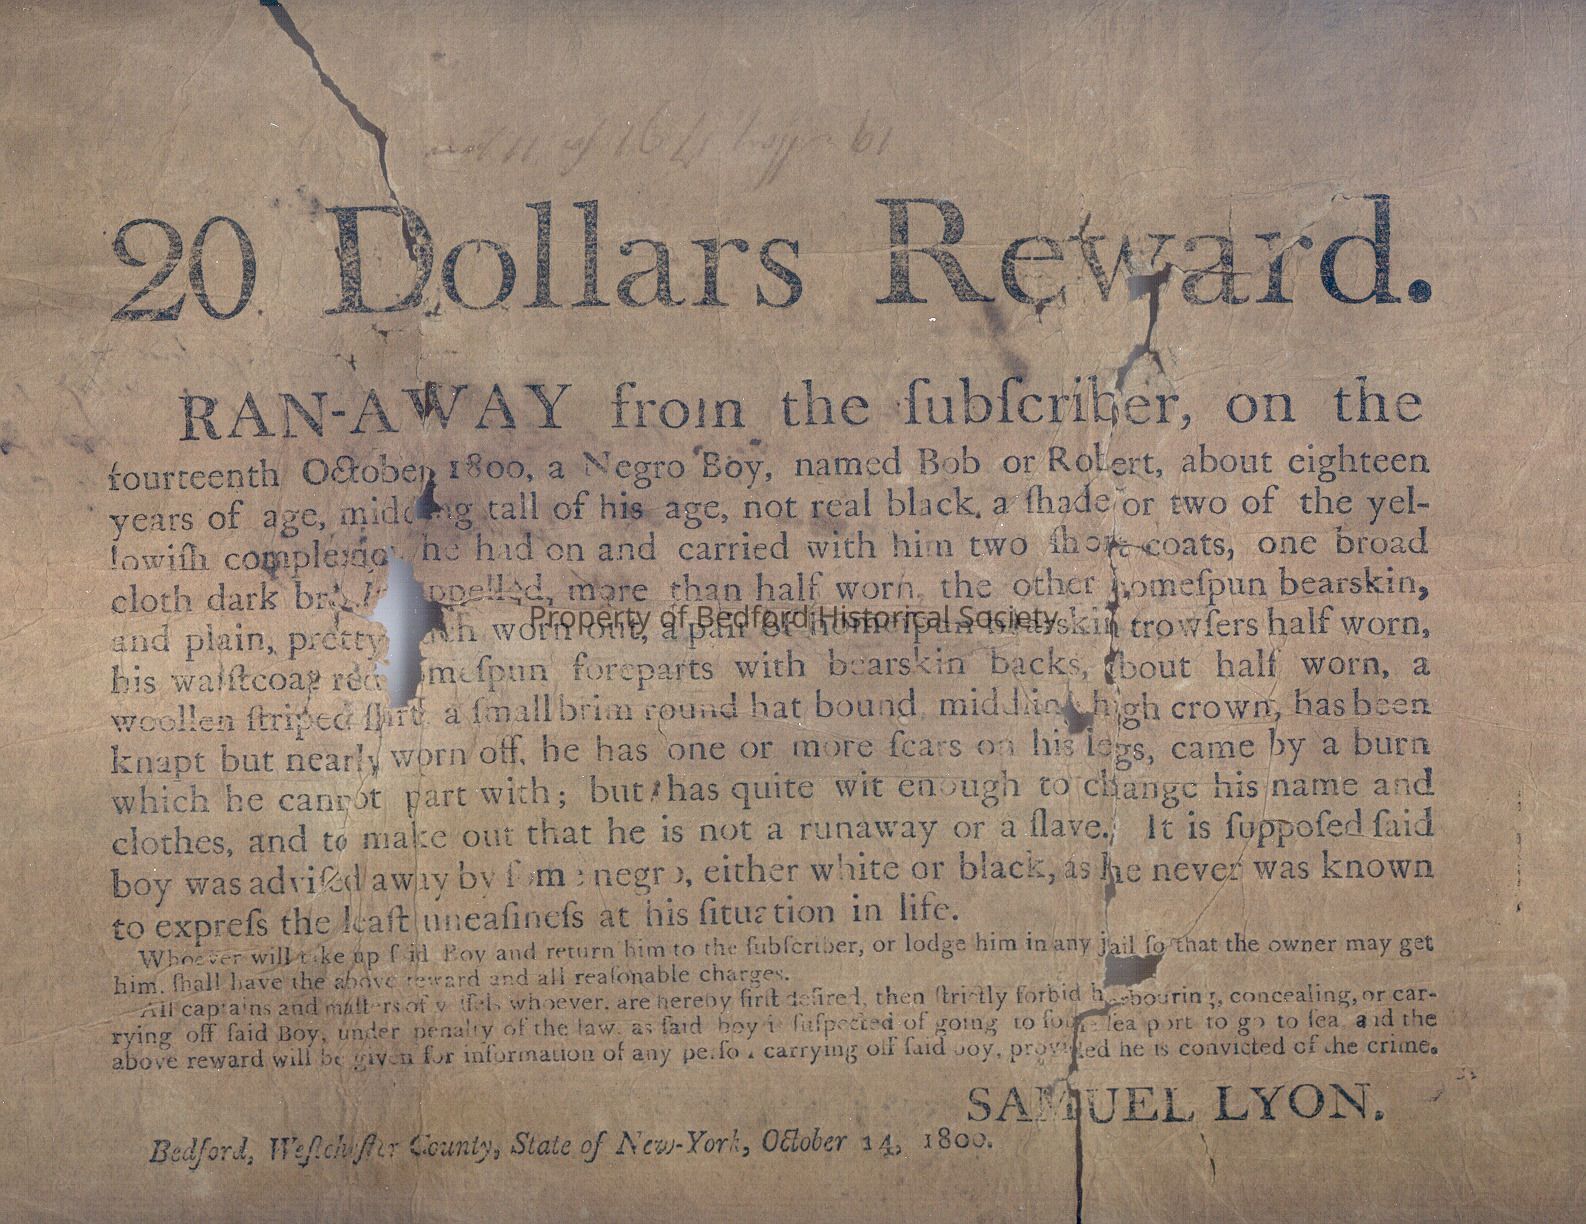 20 Dollars Reward.
RAN-AWAY from the ſubſcriber, on the
fourteenth October 1800, a Negro Boy, named Bob or Robert, about eighteen
years of age, middling tall of his age, not real black, a ſhade or two of the yel-
lowiſh complexion he had on and carried with him two ſhort coats, one broad
cloth dark more than half worn, the other homeſpun bearskin,
and plain, pretty worn out, a pair of homeſpun bearskin trowſers half worn,
Property of Bedford Historical Society
his waiſtcoat red homeſpun foreparts with bearskin backs, about half worn, a
woollen ſtriped ſhirt, a ſmall brim round hat bound, middling high crown, has been
knapt but nearly worn off, he has one or more ſcars on his legs, came by a burn
which he cannot part with; but has quite wit enough to change his name and
clothes, and to make out that he is not a runaway or a ſlave. It is ſuppoſed ſaid
boy was adviſed away by ſome negro, either white or black, as he never was known
to expreſs the leaſt uneaſineſs at his ſituation in life.
Whoever will take up ſaid Boy and return him to the ſubſcriber, or lodge him in any jail ſo that the owner may get
him, ſhall have the above reward and all reaſonable charges.
All captains and maſters of veſſels whoever, are hereby firſt deſired, then ſtrictly forbid harbouring, concealing, or car-
rying off ſaid Boy, under penalty of the law, as ſaid boy is ſuſpected of going to ſome ſea port to go to ſea, and the
above reward will be given for information of any perſon carrying off ſaid boy, provided he is convicted of the crime.
SAMUEL LYON.
Bedford, Weſtcheſter County, State of New-York, October 14, 1800.